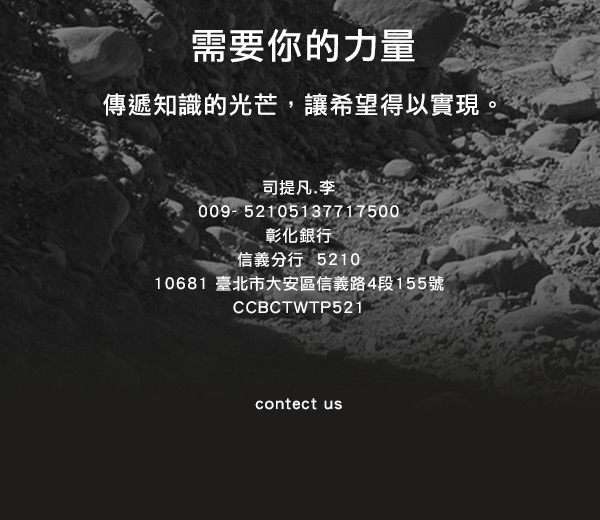 需要你的力量
傳遞知識的光芒，讓希望得以實現。
司提凡.李
009- 52105137717500
彰化銀行
信義分行 5210
10681 臺北市大安區信義路4段155號
CCBCTWTP521
contect us